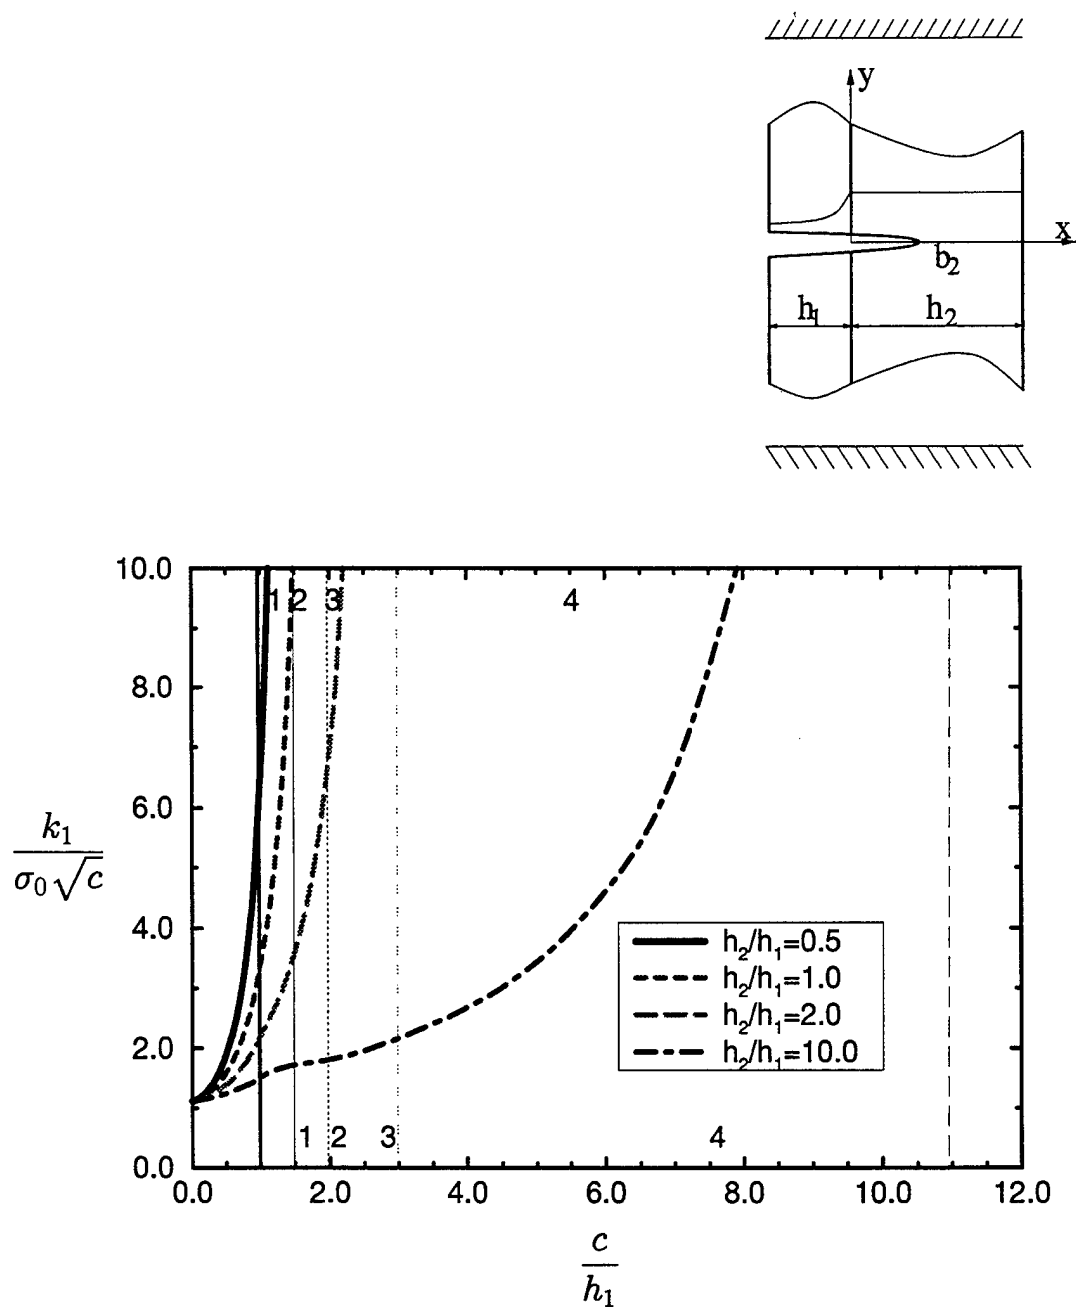 y
x
b₂
h₁ h₂
10.0
8.0
6.0
4.0
2.0
0.0
k₁
σ₀√c
1 2 3 4
h₂/h₁=0.5
h₂/h₁=1.0
h₂/h₁=2.0
h₂/h₁=10.0
1 2 3 4
0.0 2.0 4.0 6.0 8.0 10.0 12.0
c
h₁